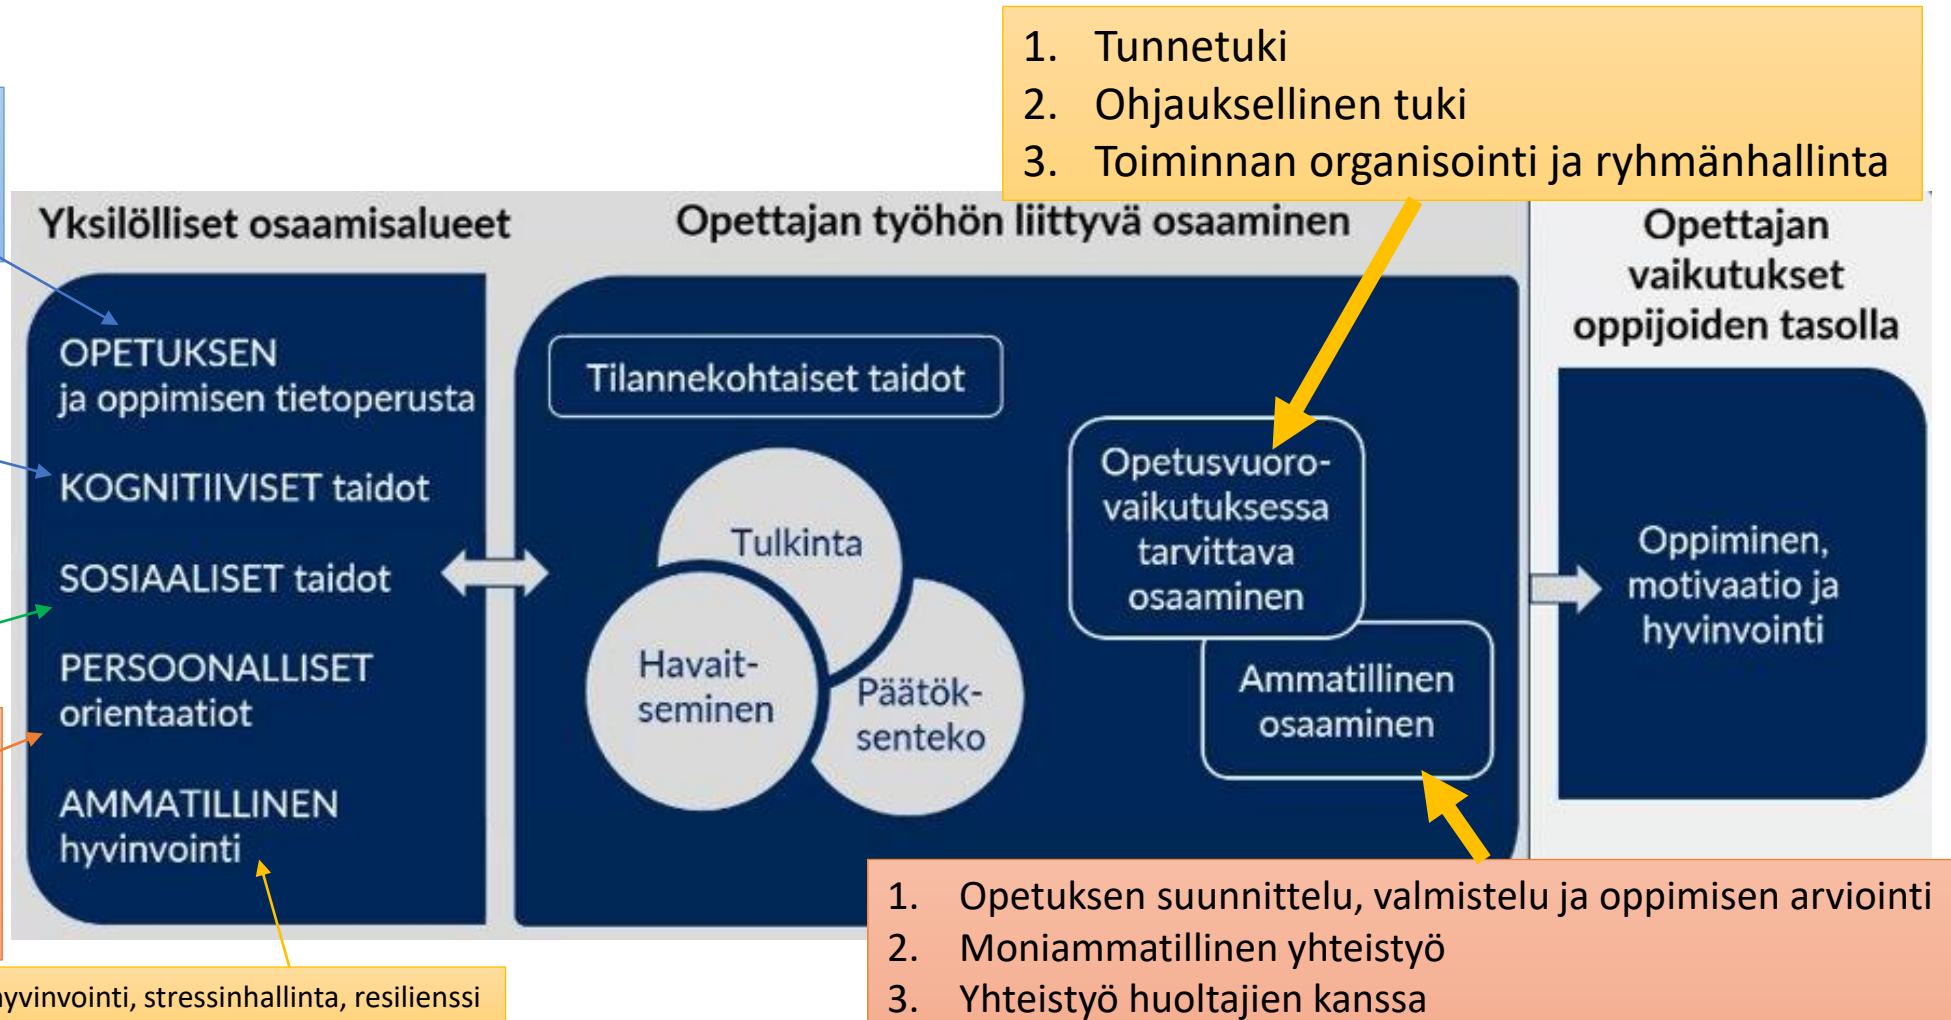 1. Tunnetuki
2. Ohjauksellinen tuki
3. Toiminnan organisointi ja ryhmänhallinta
Yksilölliset osaamisalueet
OPETUKSEN
ja oppimisen tietoperusta
KOGNITIIVISET taidot
SOSIAALISET taidot
PERSOONALLISET
orientaatiot
AMMATILLINEN
hyvinvointi
Opettajan työhön liittyvä osaaminen
Tilannekohtaiset taidot
Tulkinta
Havait-
seminen
Päätök-
senteko
Opetusvuoro-
vaikutuksessa
tarvittava
osaaminen
Ammatillinen
osaaminen
Opettajan
vaikutukset
oppijoiden tasolla
Oppiminen,
motivaatio ja
hyvinvointi
1. Opetuksen suunnittelu, valmistelu ja oppimisen arviointi
2. Moniammatillinen yhteistyö
3. Yhteistyö huoltajien kanssa
hyvinvointi, stressinhallinta, resilienssi